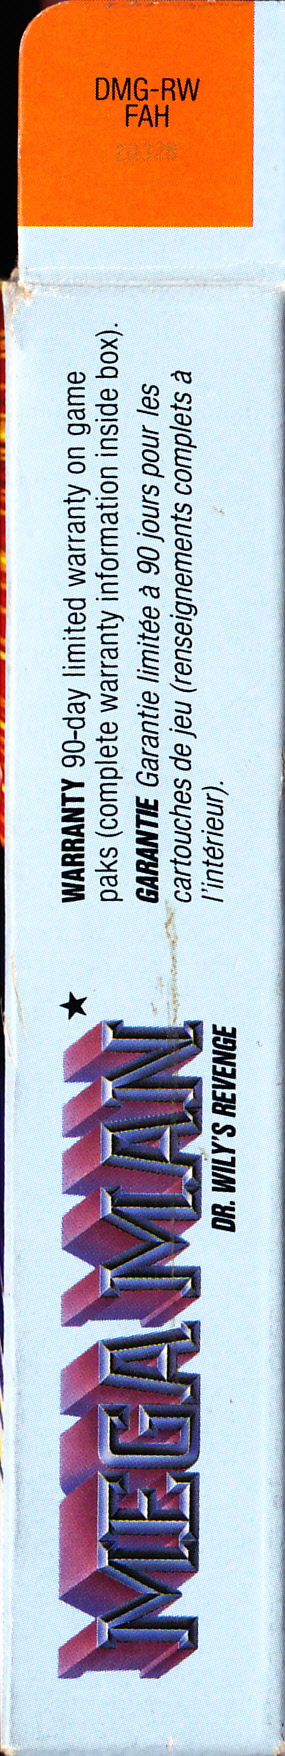 DMG-RW
FAH
20328
WARRANTY 90-day limited warranty on game
paks (complete warranty information inside box).
GARANTIE Garantie limitée à 90 jours pour les
cartouches de jeu (renseignements complets à
l'intérieur).
MEGA MAN
DR. WILY'S REVENGE